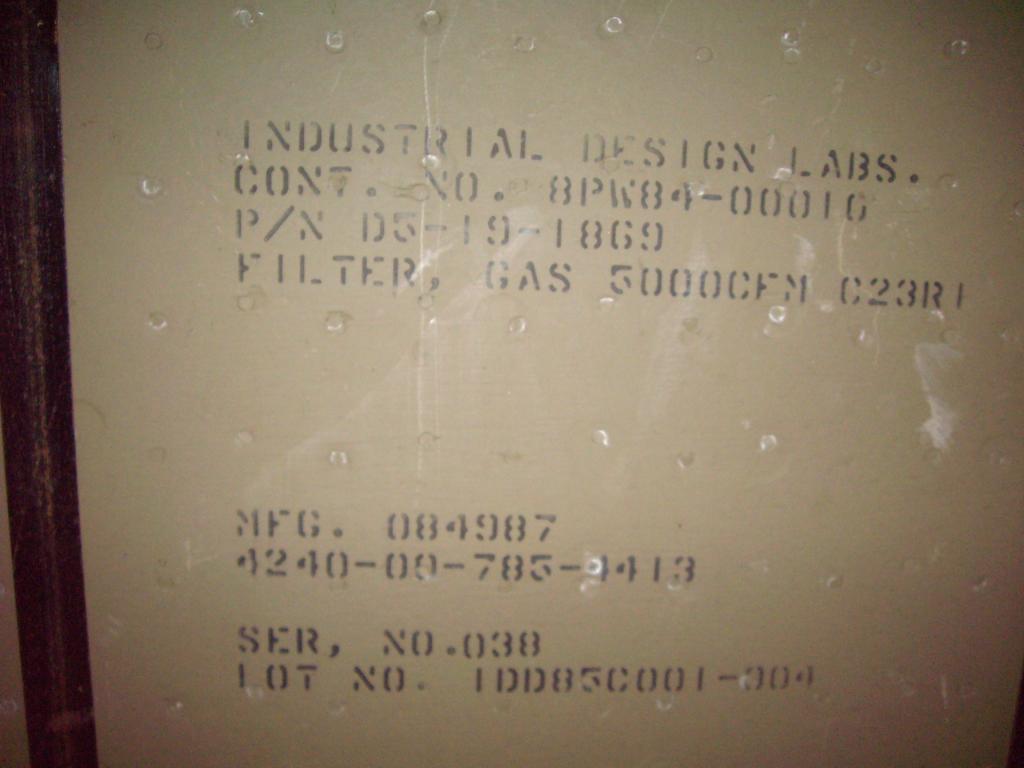 INDUSTRIAL DESIGN LABS.
CONT. NO. 8PW84-00016
P/N D5-19-1869
FILTER, GAS 5000CFM C23R1
MFG. 084987
4240-00-785-4413
SER, NO.038
LOT NO. IDD85C001-004